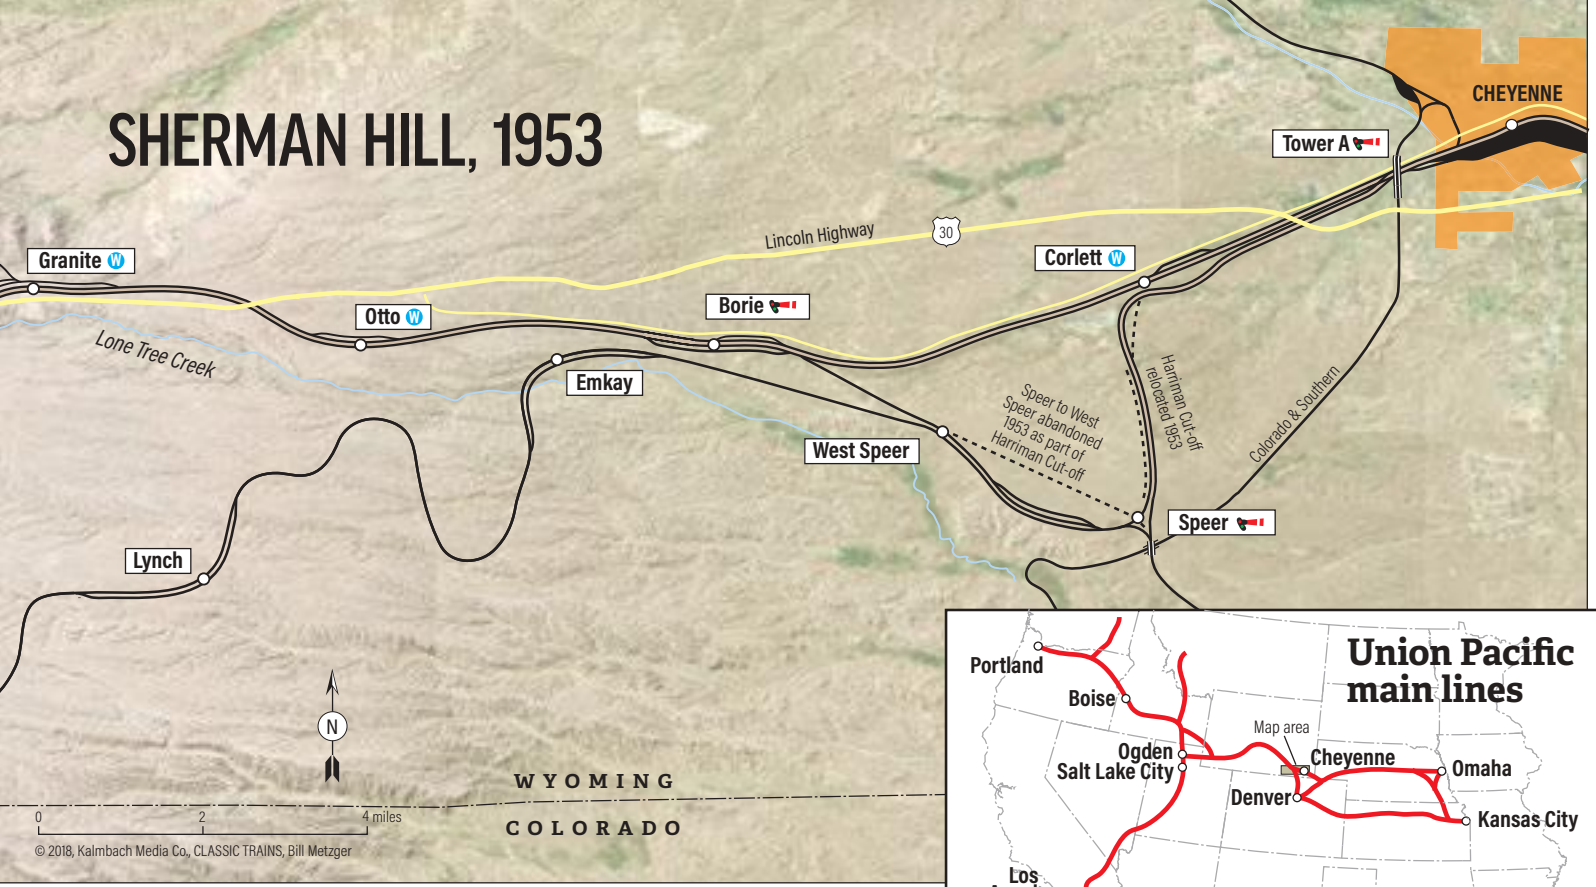 SHERMAN HILL, 1953
CHEYENNE
Tower A
Lincoln Highway
30
Granite W
Corlett W
Otto W
Borie
Lone Tree Creek
Emkay
Harriman Cut-off
relocated 1953
Colorado & Southern
Speer to West
Speer abandoned
1953 as part of
Harriman Cut-off
West Speer
Speer
Lynch
N
WYOMING
COLORADO
0 2 4 miles
© 2018, Kalmbach Media Co., CLASSIC TRAINS, Bill Metzger
Union Pacific
main lines
Portland
Boise
Map area
Ogden
Cheyenne
Salt Lake City
Omaha
Denver
Kansas City
Los